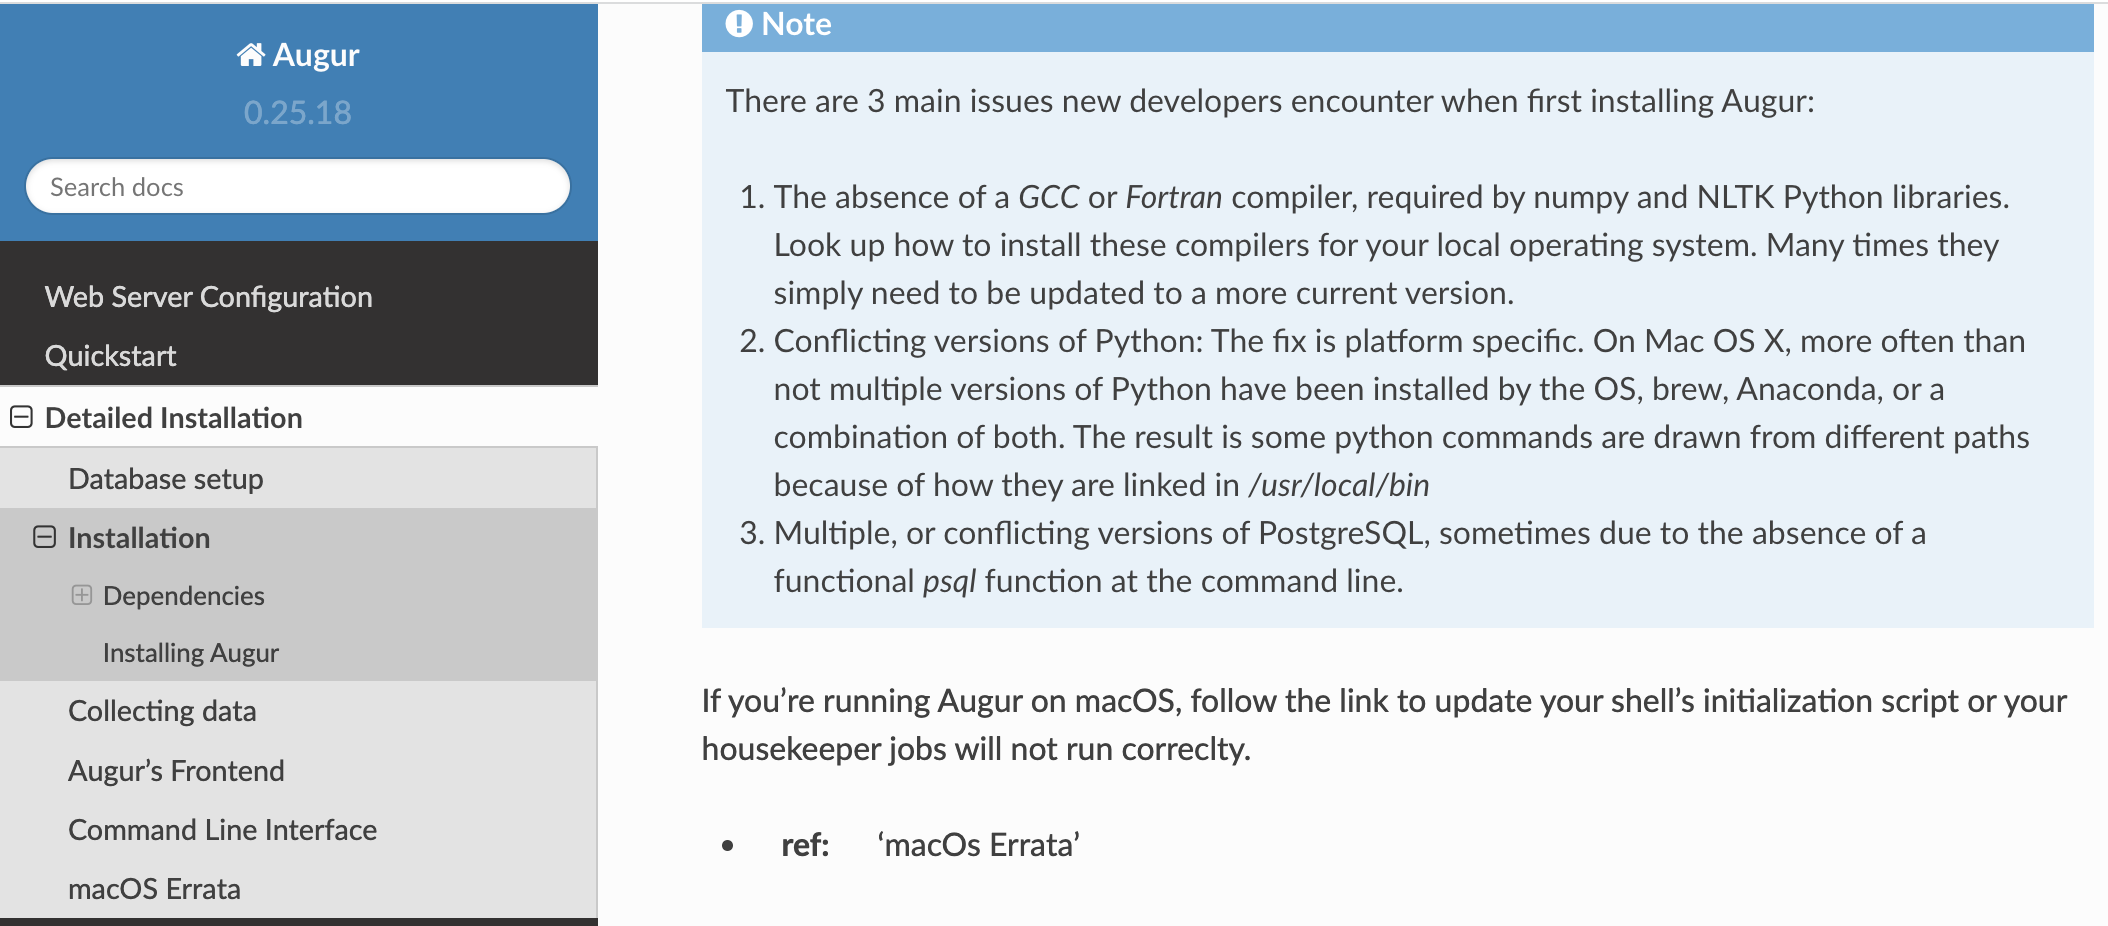 Augur
0.25.18
Search docs
Web Server Configuration
Quickstart
Detailed Installation
Database setup
Installation
Dependencies
Installing Augur
Collecting data
Augur’s Frontend
Command Line Interface
macOS Errata
Note
There are 3 main issues new developers encounter when first installing Augur:
1. The absence of a GCC or Fortran compiler, required by numpy and NLTK Python libraries.
Look up how to install these compilers for your local operating system. Many times they
simply need to be updated to a more current version.
2. Conflicting versions of Python: The fix is platform specific. On Mac OS X, more often than
not multiple versions of Python have been installed by the OS, brew, Anaconda, or a
combination of both. The result is some python commands are drawn from different paths
because of how they are linked in /usr/local/bin
3. Multiple, or conflicting versions of PostgreSQL, sometimes due to the absence of a
functional psql function at the command line.
If you’re running Augur on macOS, follow the link to update your shell’s initialization script or your
housekeeper jobs will not run correclty.
• ref: ‘macOs Errata’